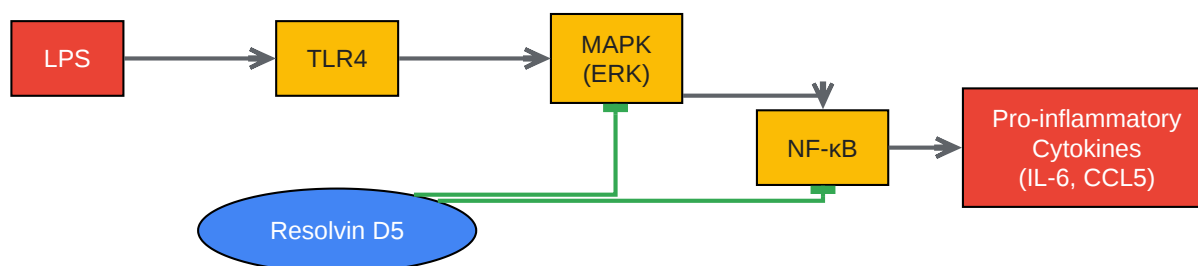 LPS
TLR4
MAPK
(ERK)
NF-κB
Pro-inflammatory
Cytokines
(IL-6, CCL5)
Resolvin D5